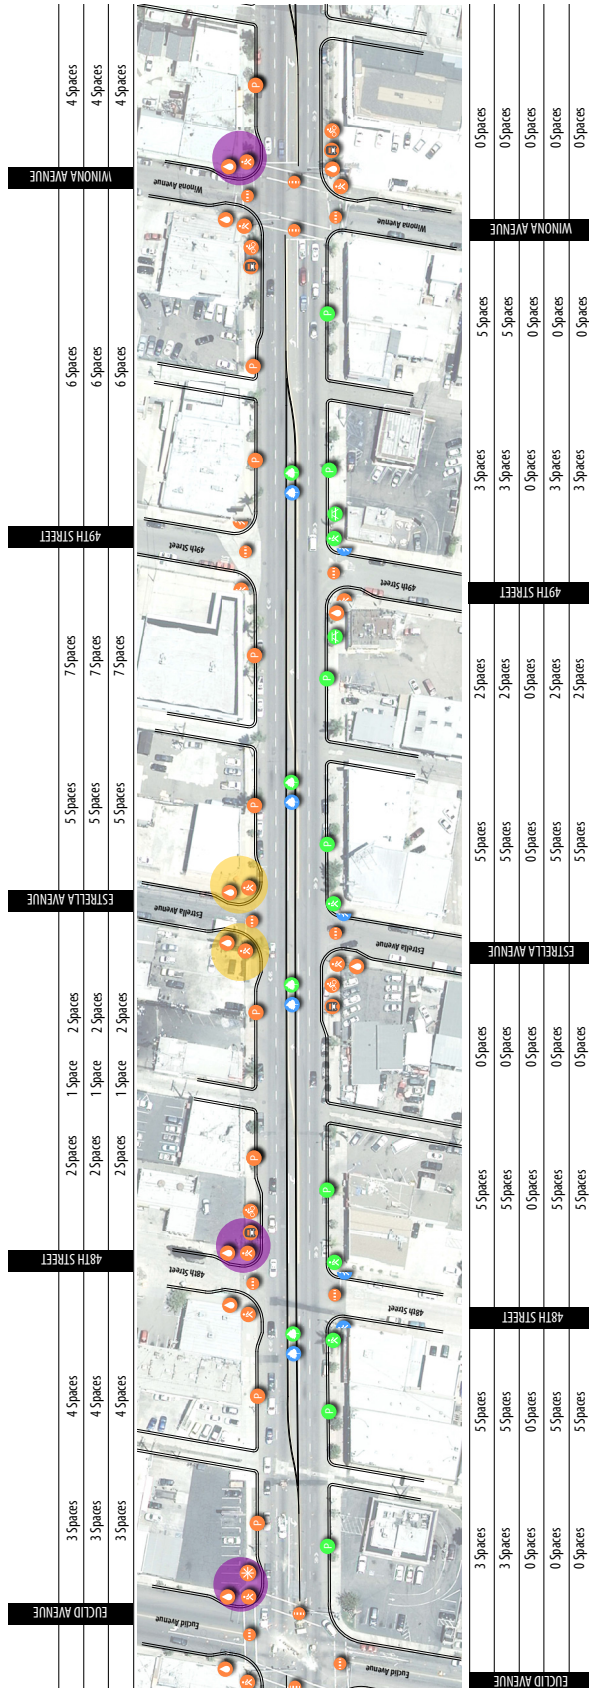 4 Spaces
4 Spaces
4 Spaces
WINONA AVENUE
6 Spaces
6 Spaces
6 Spaces
49TH STREET
7 Spaces
7 Spaces
7 Spaces
5 Spaces
5 Spaces
5 Spaces
ESTRELLA AVENUE
2 Spaces
2 Spaces
2 Spaces
1 Space
1 Space
1 Space
2 Spaces
2 Spaces
2 Spaces
48TH STREET
4 Spaces
4 Spaces
4 Spaces
3 Spaces
3 Spaces
3 Spaces
EUCLID AVENUE
P
Winona Avenue
Winona Avenue
P
P
P
P
49th Street
49th Street
P
P
P
P
Estrella Avenue
Estrella Avenue
P
P
P
48th Street
48th Street
P
P
P
P
Euclid Avenue
Euclid Avenue
0 Spaces
0 Spaces
0 Spaces
0 Spaces
0 Spaces
WINONA AVENUE
5 Spaces
5 Spaces
0 Spaces
0 Spaces
0 Spaces
3 Spaces
3 Spaces
0 Spaces
3 Spaces
3 Spaces
49TH STREET
2 Spaces
2 Spaces
0 Spaces
2 Spaces
2 Spaces
5 Spaces
5 Spaces
0 Spaces
5 Spaces
5 Spaces
ESTRELLA AVENUE
0 Spaces
0 Spaces
0 Spaces
0 Spaces
0 Spaces
5 Spaces
5 Spaces
0 Spaces
5 Spaces
5 Spaces
48TH STREET
5 Spaces
5 Spaces
0 Spaces
5 Spaces
5 Spaces
3 Spaces
3 Spaces
0 Spaces
0 Spaces
0 Spaces
EUCLID AVENUE